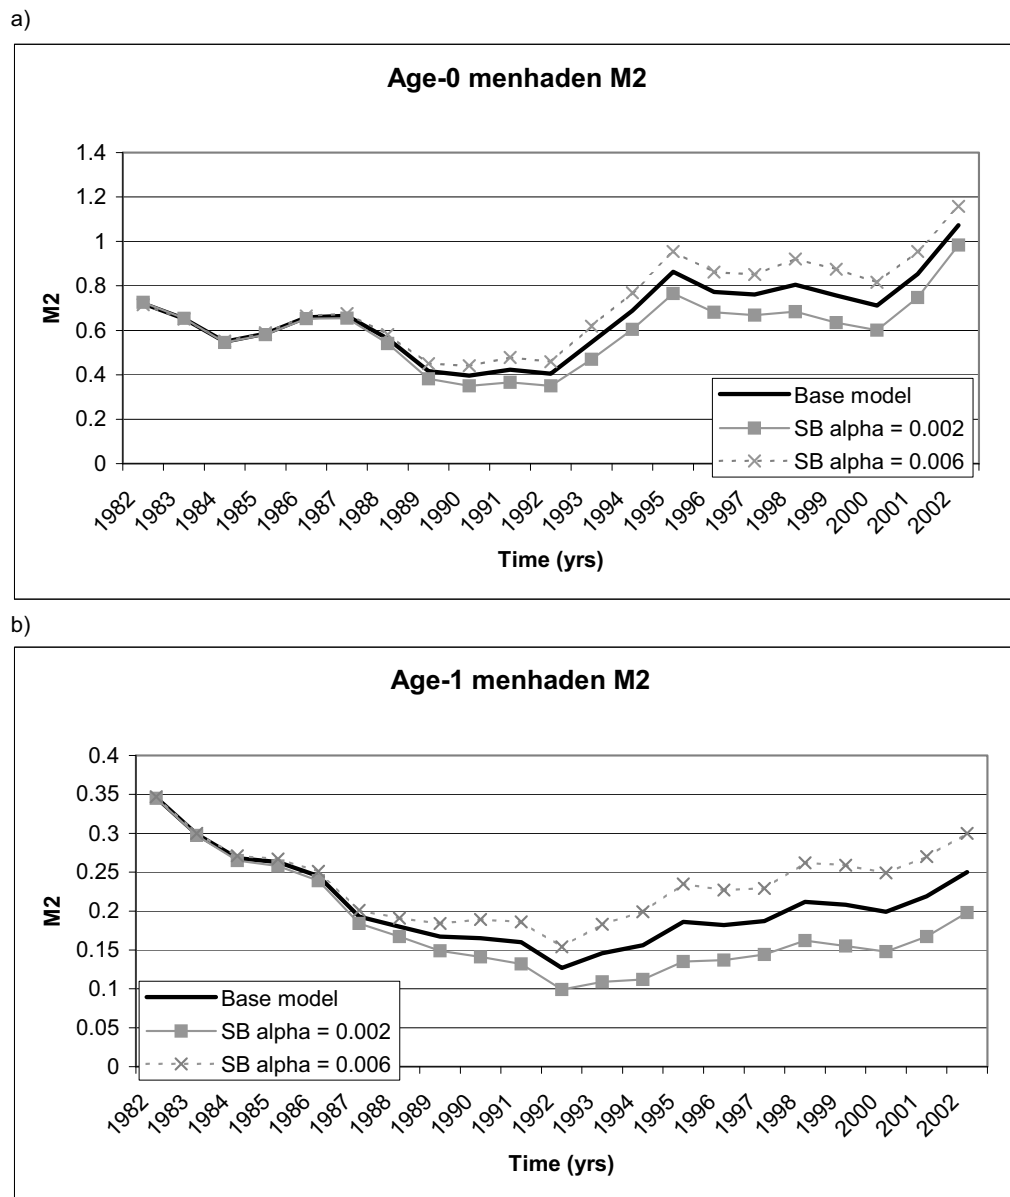 a)
Age-0 menhaden M2
1.4
1.2
1
0.8
0.6
0.4
0.2
0
M2
Base model
SB alpha = 0.002
SB alpha = 0.006
1982 1983 1984 1985 1986 1987 1988 1989 1990 1991 1992 1993 1994 1995 1996 1997 1998 1999 2000 2001 2002
Time (yrs)
b)
Age-1 menhaden M2
0.4
0.35
0.3
0.25
0.2
0.15
0.1
0.05
0
M2
Base model
SB alpha = 0.002
SB alpha = 0.006
1982 1983 1984 1985 1986 1987 1988 1989 1990 1991 1992 1993 1994 1995 1996 1997 1998 1999 2000 2001 2002
Time (yrs)